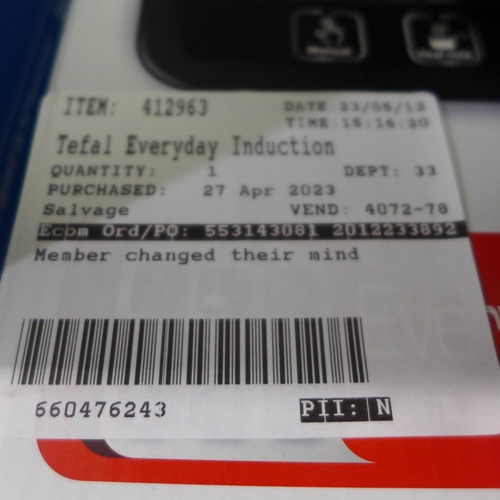 ITEM: 412963 DATE 23/05/12
TIME: 15:16:20
Tefal Everyday Induction
QUANTITY: 1 DEPT: 33
PURCHASED: 27 Apr 2023
Salvage VEND: 4072-78
Ecom Ord/PO: 553143081 2012233892
Member changed their mind
660476243 PII: N